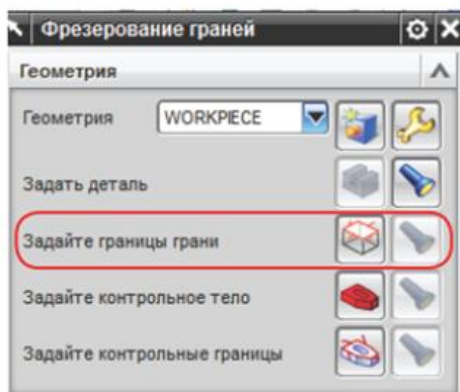 Фрезерование граней
Геометрия
Геометрия WORKPIECE
Задать деталь
Задайте границы грани
Задайте контрольное тело
Задайте контрольные границы